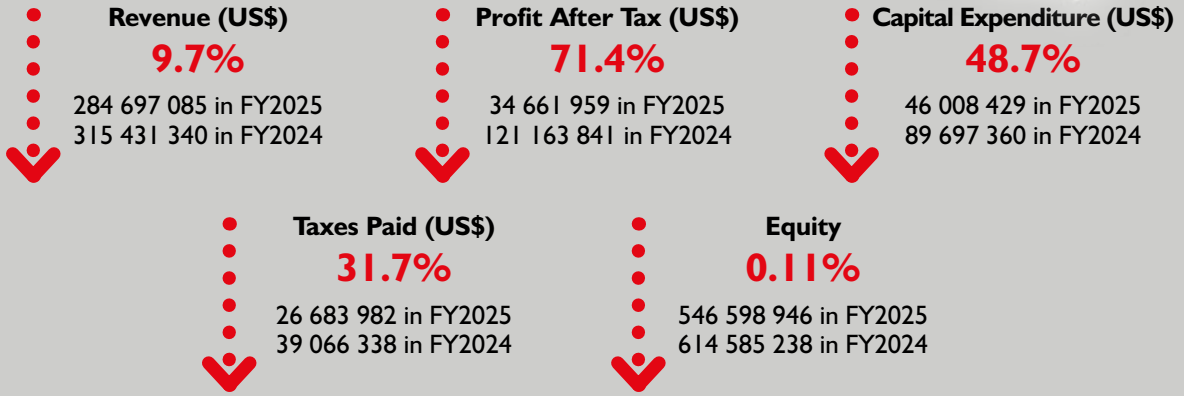 Revenue (US$)
9.7%
284 697 085 in FY2025
315 431 340 in FY2024
Profit After Tax (US$)
71.4%
34 661 959 in FY2025
121 163 841 in FY2024
Capital Expenditure (US$)
48.7%
46 008 429 in FY2025
89 697 360 in FY2024
Taxes Paid (US$)
31.7%
26 683 982 in FY2025
39 066 338 in FY2024
Equity
0.11%
546 598 946 in FY2025
614 585 238 in FY2024